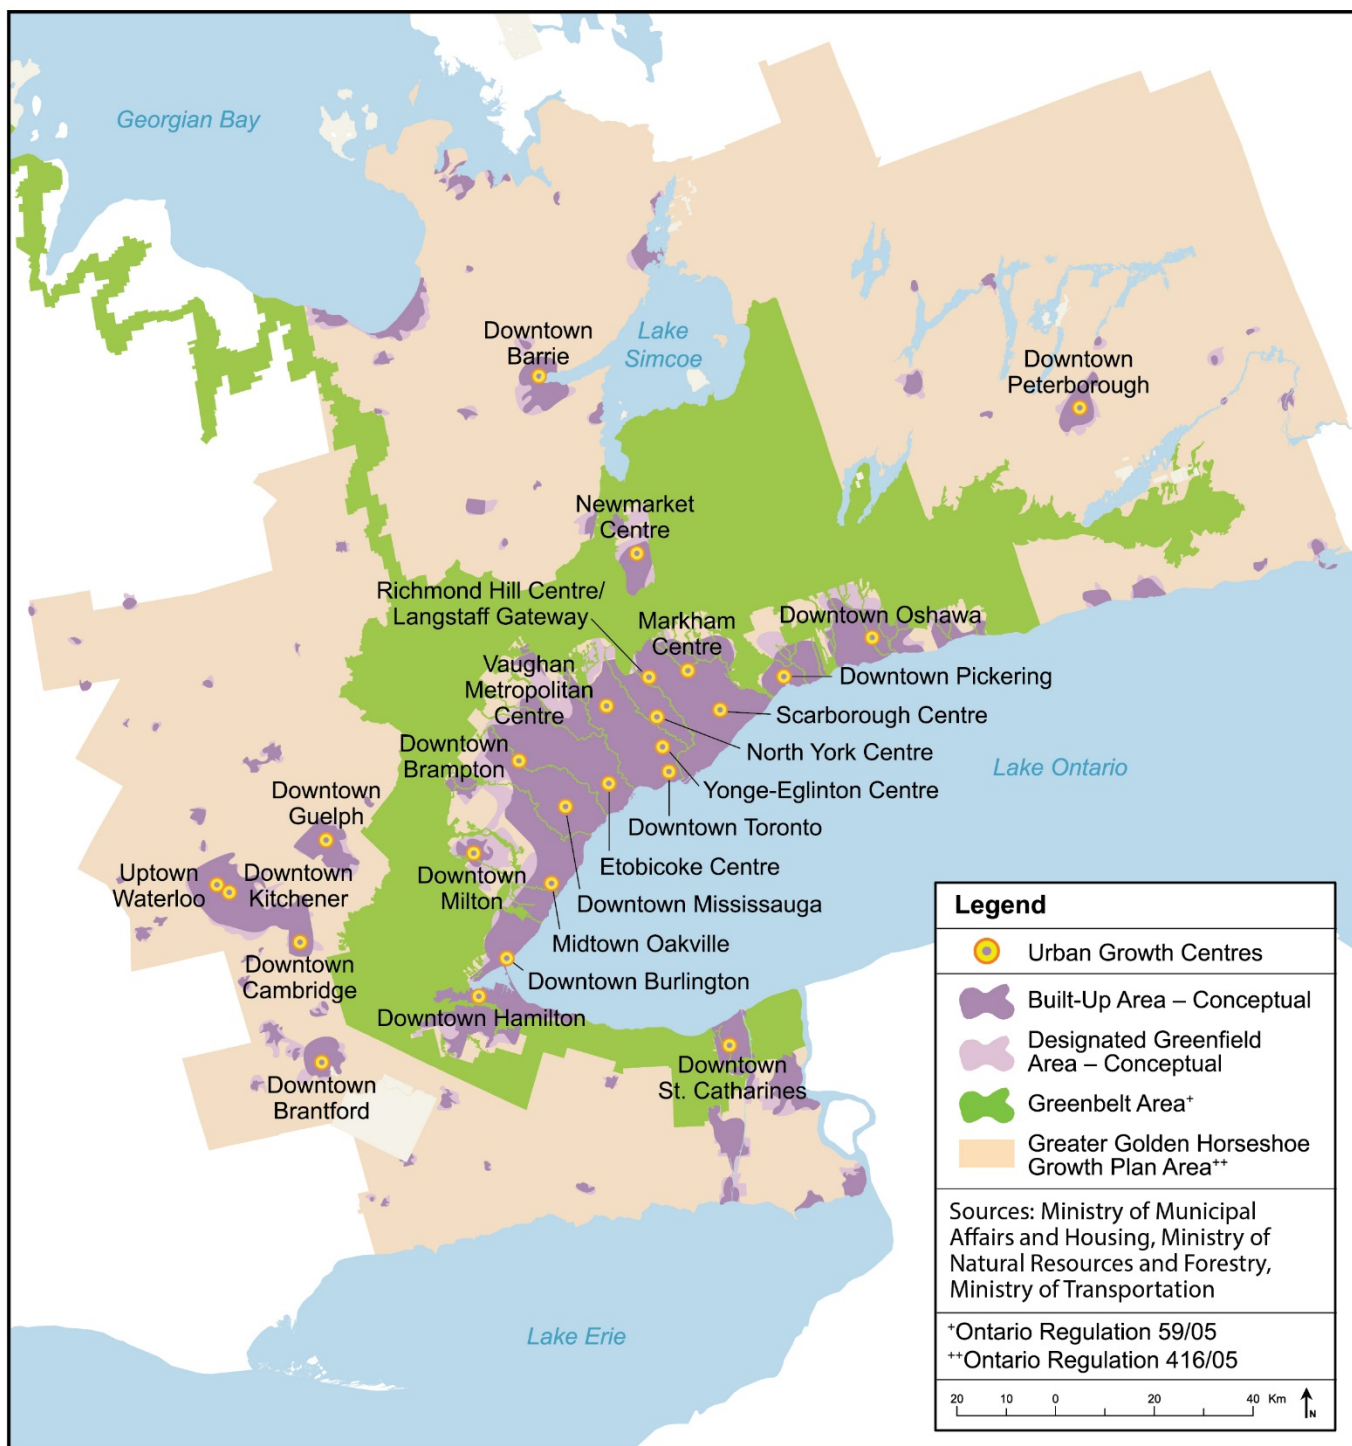 Georgian Bay
Downtown
Barrie
Lake
Simcoe
Downtown
Peterborough
Newmarket
Centre
Richmond Hill Centre/
Langstaff Gateway
Markham
Centre
Downtown Oshawa
Vaughan
Metropolitan
Centre
Downtown Pickering
Scarborough Centre
North York Centre
Downtown
Brampton
Lake Ontario
Yonge-Eglinton Centre
Downtown
Guelph
Downtown Toronto
Etobicoke Centre
Uptown
Waterloo
Downtown
Kitchener
Downtown
Milton
Downtown Mississauga
Midtown Oakville
Downtown
Cambridge
Downtown Burlington
Downtown Hamilton
Downtown
St. Catharines
Downtown
Brantford
Lake Erie
Legend
Urban Growth Centres
Built-Up Area – Conceptual
Designated Greenfield
Area – Conceptual
Greenbelt Area+
Greater Golden Horseshoe
Growth Plan Area++
Sources: Ministry of Municipal
Affairs and Housing, Ministry of
Natural Resources and Forestry,
Ministry of Transportation
+Ontario Regulation 59/05
++Ontario Regulation 416/05
20 10 0 20 40 Km
N